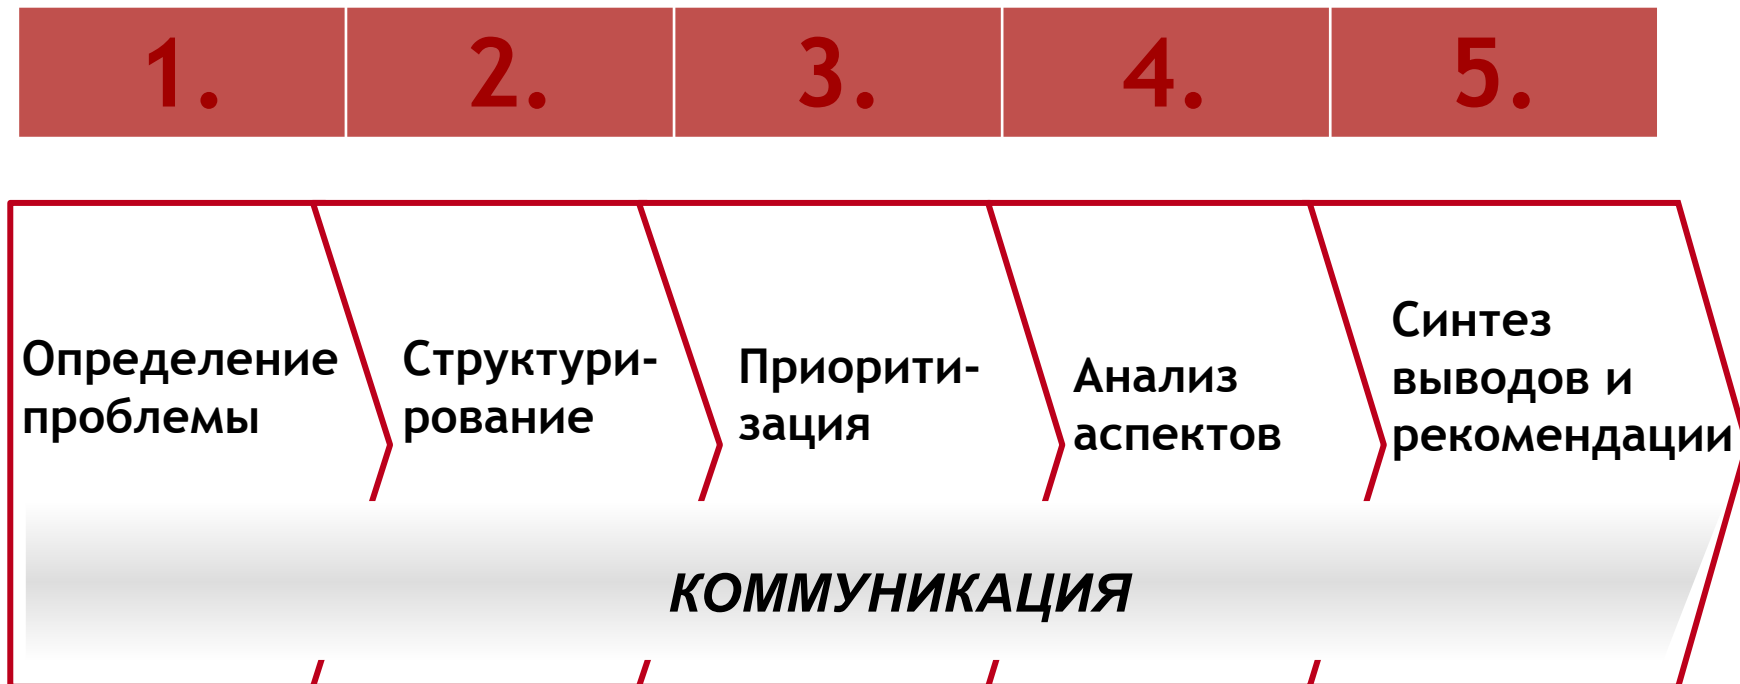 1. 2. 3. 4. 5.
Определение
проблемы
Структури-
рование
Приорити-
зация
Анализ
аспектов
Синтез
выводов и
рекомендации
КОММУНИКАЦИЯ